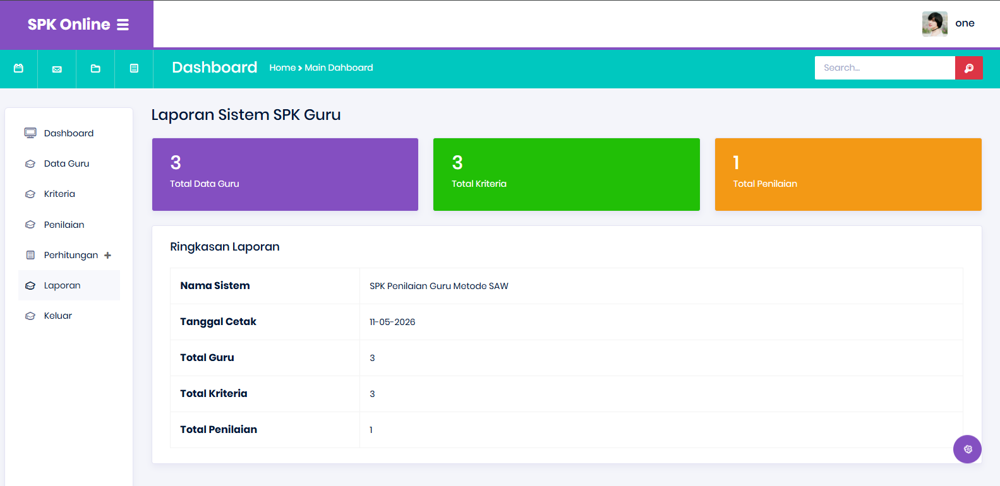 SPK Online
one
Dashboard
Home > Main Dahboard
Search...
Dashboard
Data Guru
Kriteria
Penilaian
Perhitungan +
Laporan
Keluar
Laporan Sistem SPK Guru
3
Total Data Guru
3
Total Kriteria
1
Total Penilaian
Ringkasan Laporan
Nama Sistem SPK Penilaian Guru Metode SAW
Tanggal Cetak 11-05-2026
Total Guru 3
Total Kriteria 3
Total Penilaian 1